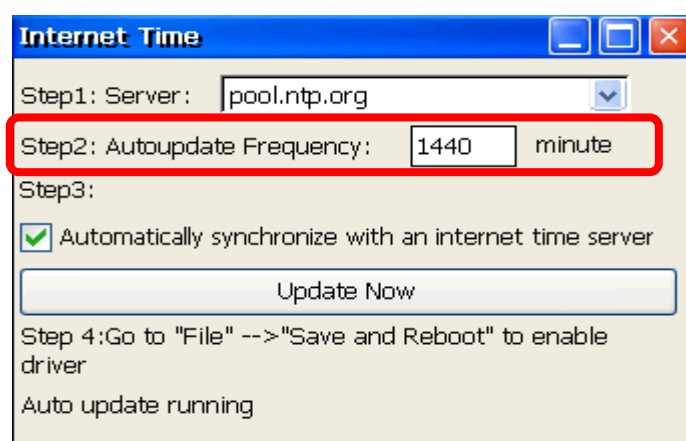 Internet Time
Step1: Server: pool.ntp.org
Step2: Autoupdate Frequency: 1440 minute
Step3:
Automatically synchronize with an internet time server
Update Now
Step 4:Go to "File" -->"Save and Reboot" to enable
driver
Auto update running